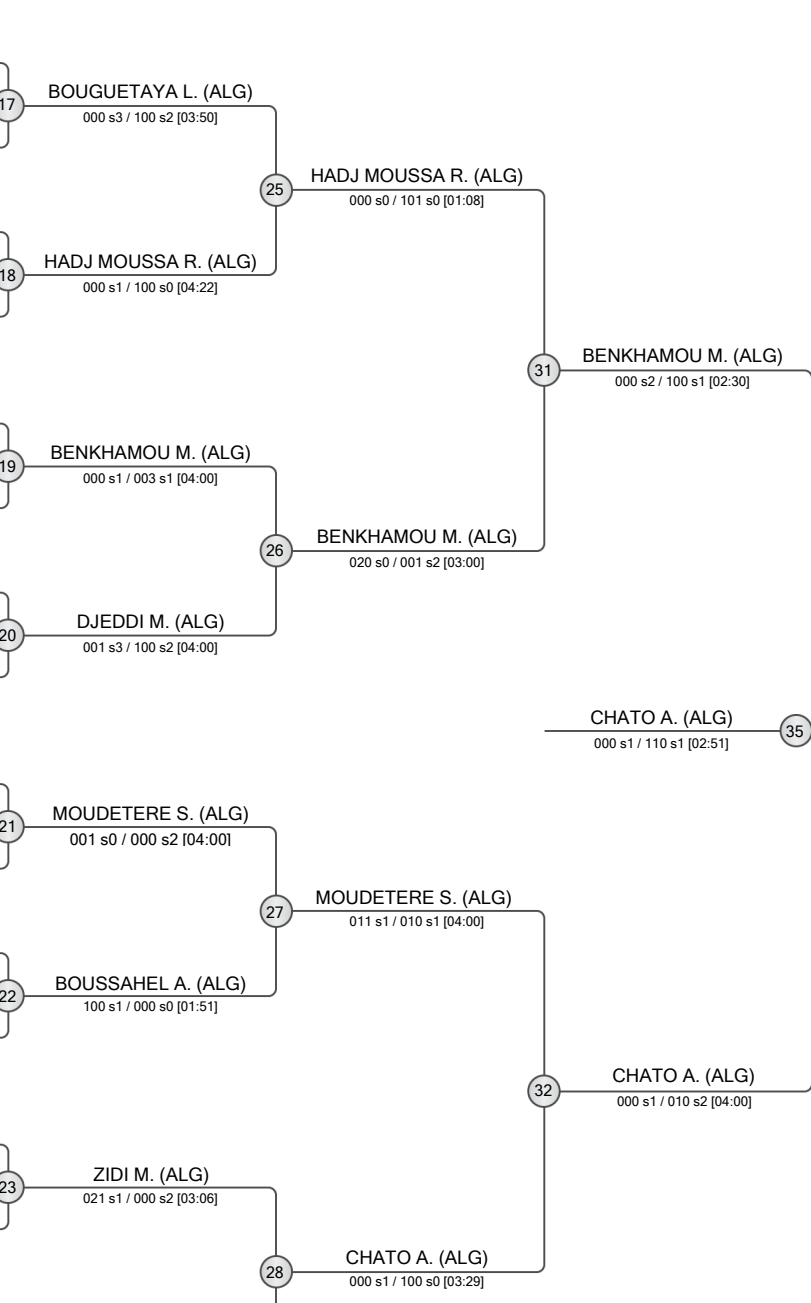 BOUGUETAYA L. (ALG)
17
000 s3 / 100 s2 [03:50]
HADJ MOUSSA R. (ALG)
25
000 s0 / 101 s0 [01:08]
HADJ MOUSSA R. (ALG)
18
000 s1 / 100 s0 [04:22]
BENKHAMOU M. (ALG)
31
000 s2 / 100 s1 [02:30]
BENKHAMOU M. (ALG)
19
000 s1 / 003 s1 [04:00]
BENKHAMOU M. (ALG)
26
020 s0 / 001 s2 [03:00]
DJEDDI M. (ALG)
20
001 s3 / 100 s2 [04:00]
CHATO A. (ALG)
35
000 s1 / 110 s1 [02:51]
MOUDETERE S. (ALG)
21
001 s0 / 000 s2 [04:00]
MOUDETERE S. (ALG)
27
011 s1 / 010 s1 [04:00]
BOUSSAHEL A. (ALG)
22
100 s1 / 000 s0 [01:51]
CHATO A. (ALG)
32
000 s1 / 010 s2 [04:00]
ZIDI M. (ALG)
23
021 s1 / 000 s2 [03:06]
CHATO A. (ALG)
28
000 s1 / 100 s0 [03:29]